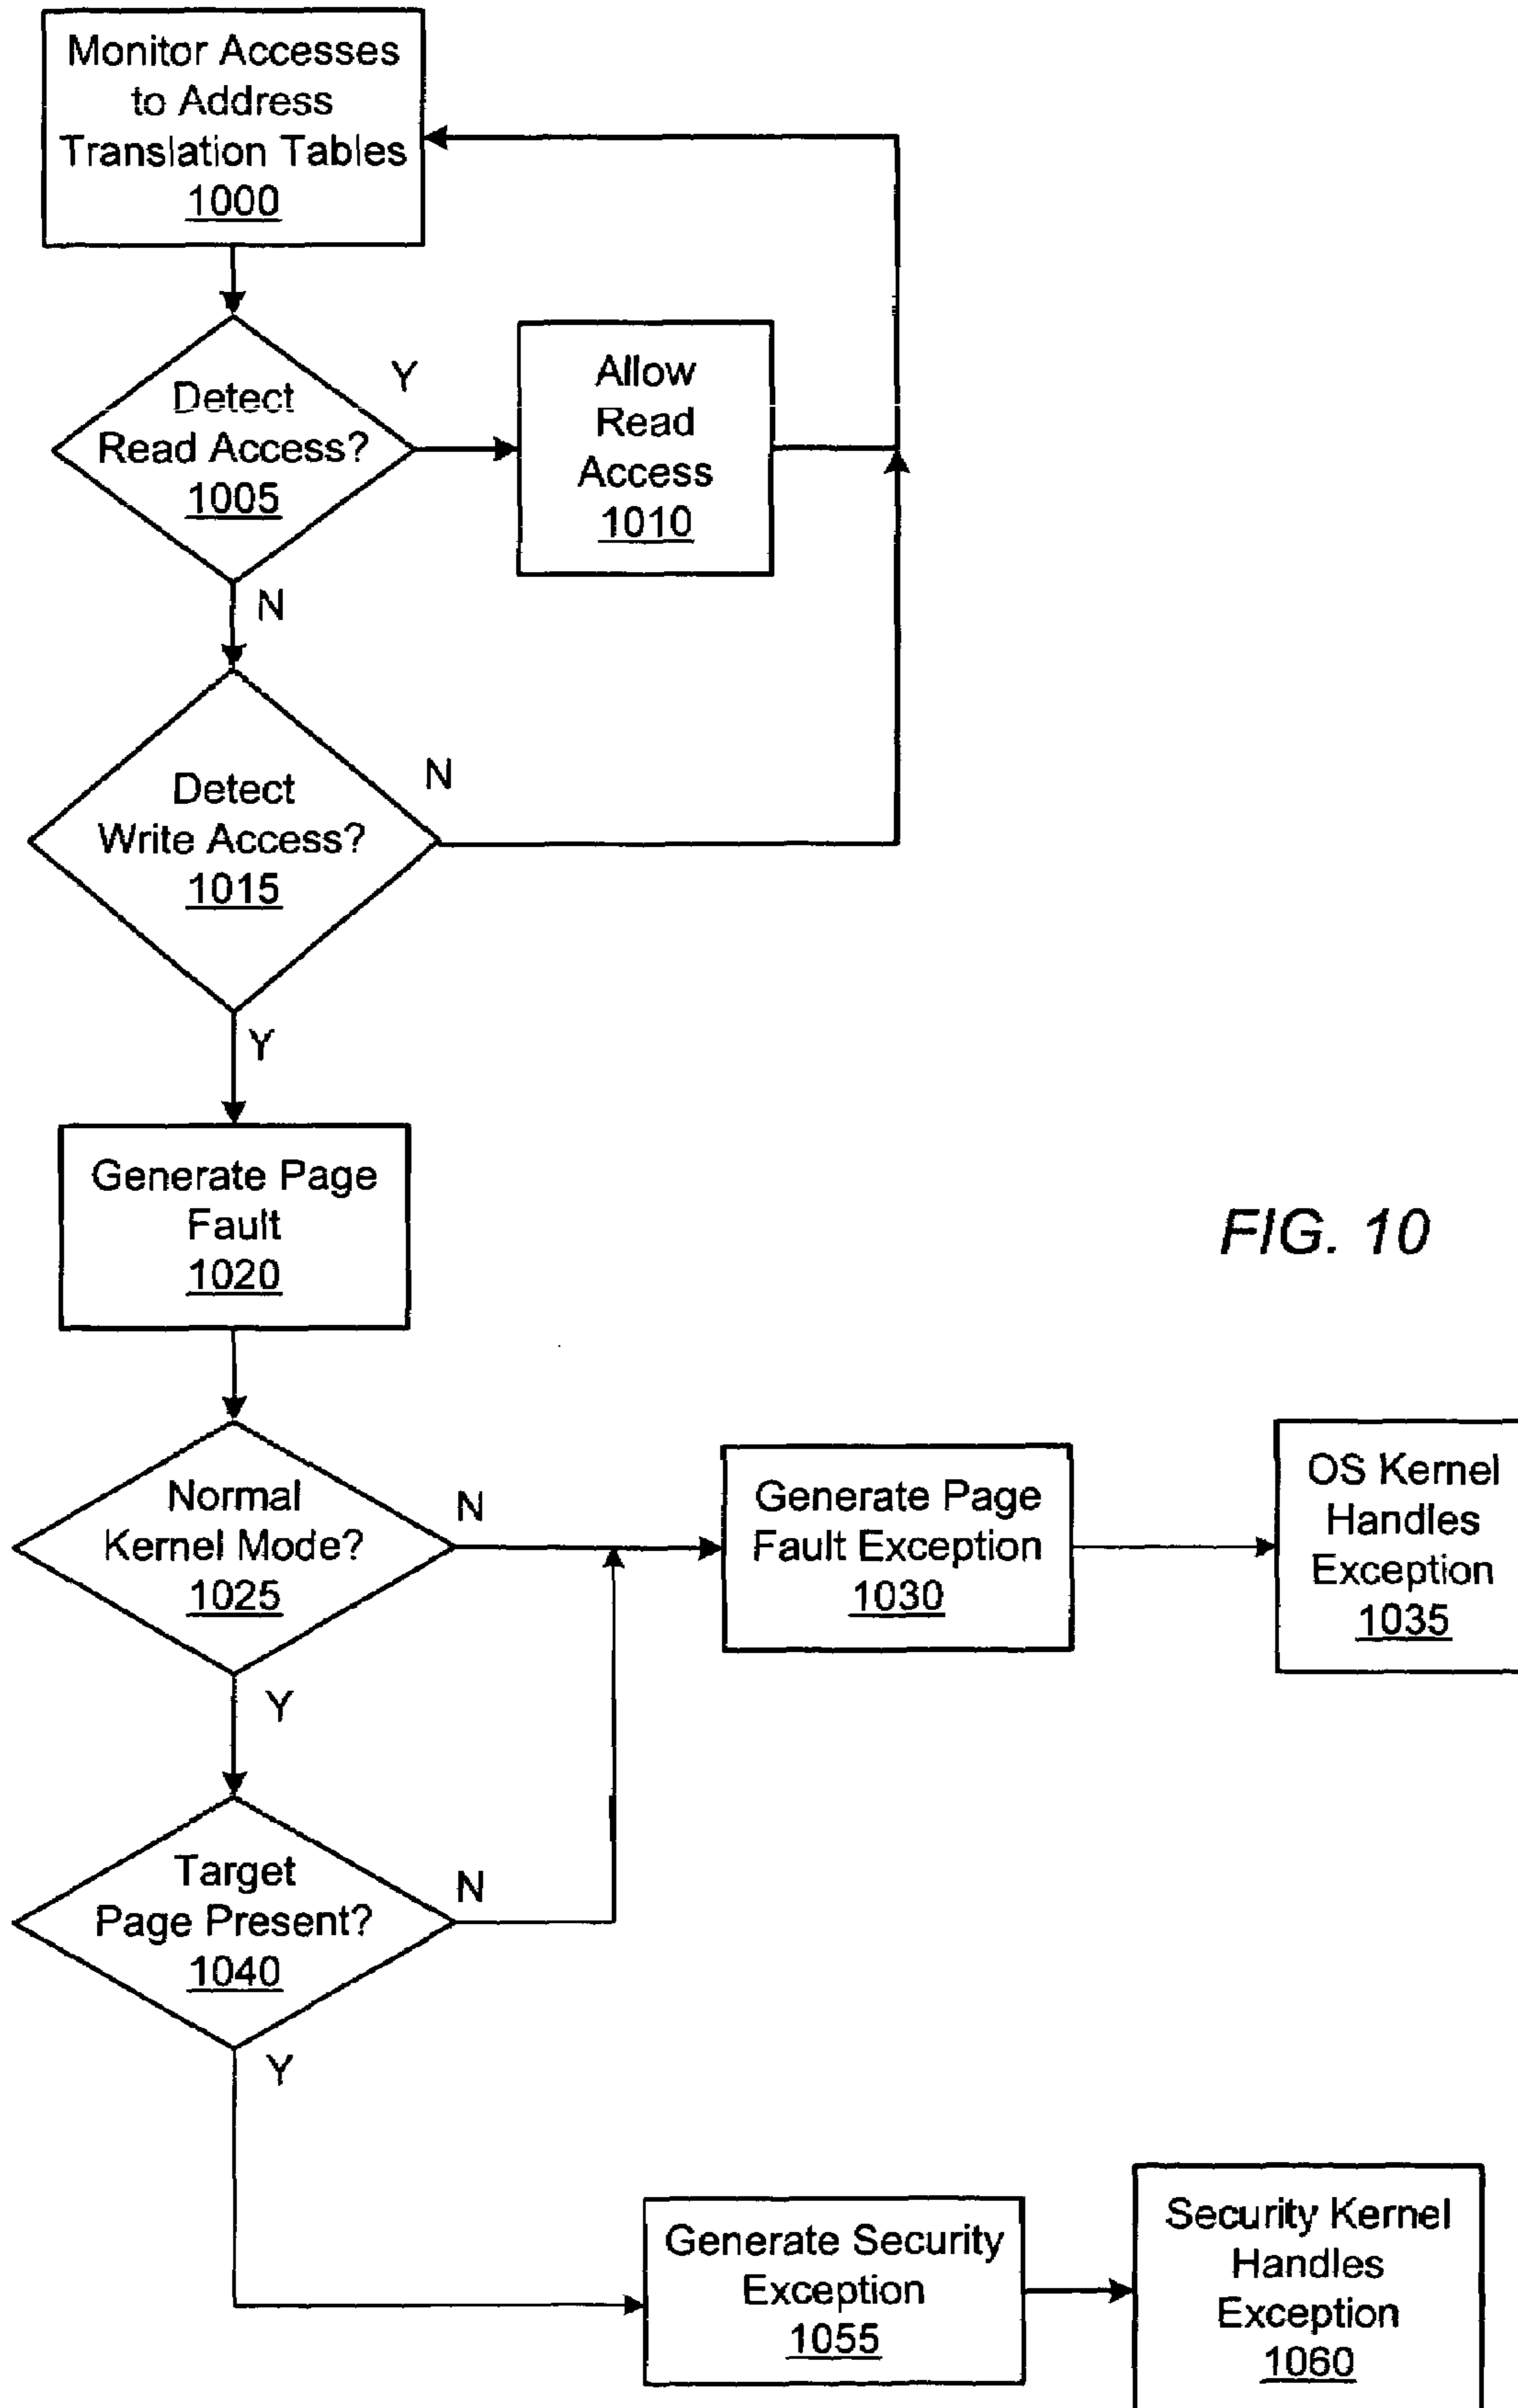 Monitor Accesses
to Address
Translation Tables
1000
Detect
Read Access?
1005
Y
N
Allow
Read
Access
1010
Detect
Write Access?
1015
N
Y
Generate Page
Fault
1020
FIG. 10
Normal
Kernel Mode?
1025
N
Y
Generate Page
Fault Exception
1030
OS Kernel
Handles
Exception
1035
Target
Page Present?
1040
N
Y
Generate Security
Exception
1055
Security Kernel
Handles
Exception
1060